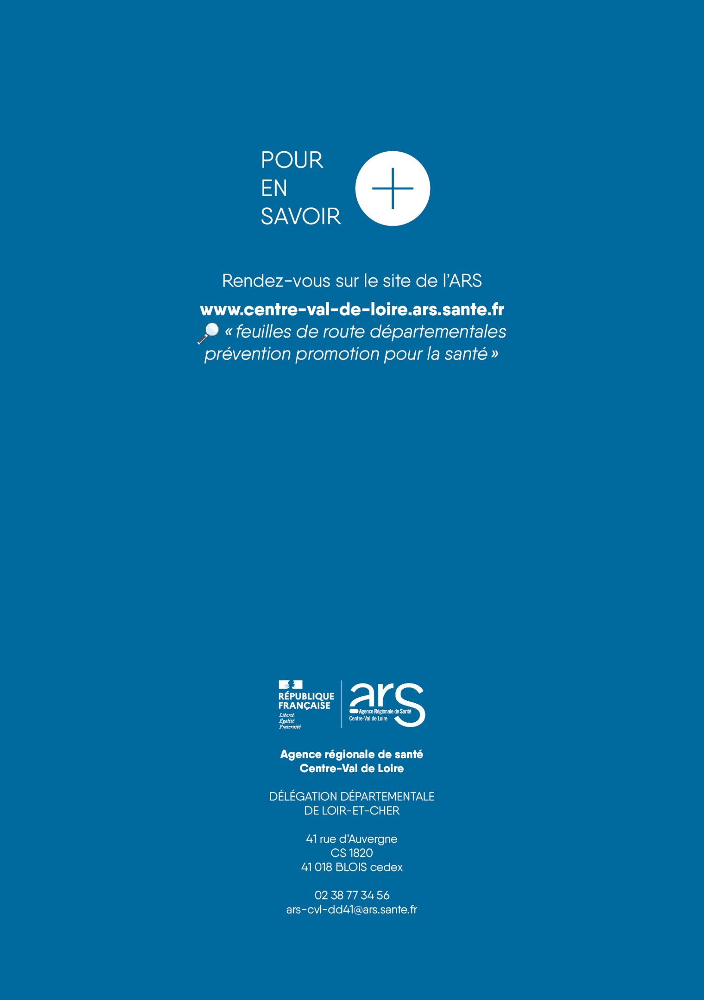 POUR
EN
SAVOIR
Rendez-vous sur le site de l'ARS
www.centre-val-de-loire.ars.sante.fr
« feuilles de route départementales
prévention promotion pour la santé »
RÉPUBLIQUE
FRANÇAISE
Liberté
Égalité
Fraternité
ars
Agence Régionale de Santé
Centre-Val de Loire
Agence régionale de santé
Centre-Val de Loire
DÉLÉGATION DÉPARTEMENTALE
DE LOIR-ET-CHER
41 rue d'Auvergne
CS 1820
41 018 BLOIS cedex
02 38 77 34 56
ars-cvl-dd41@ars.sante.fr